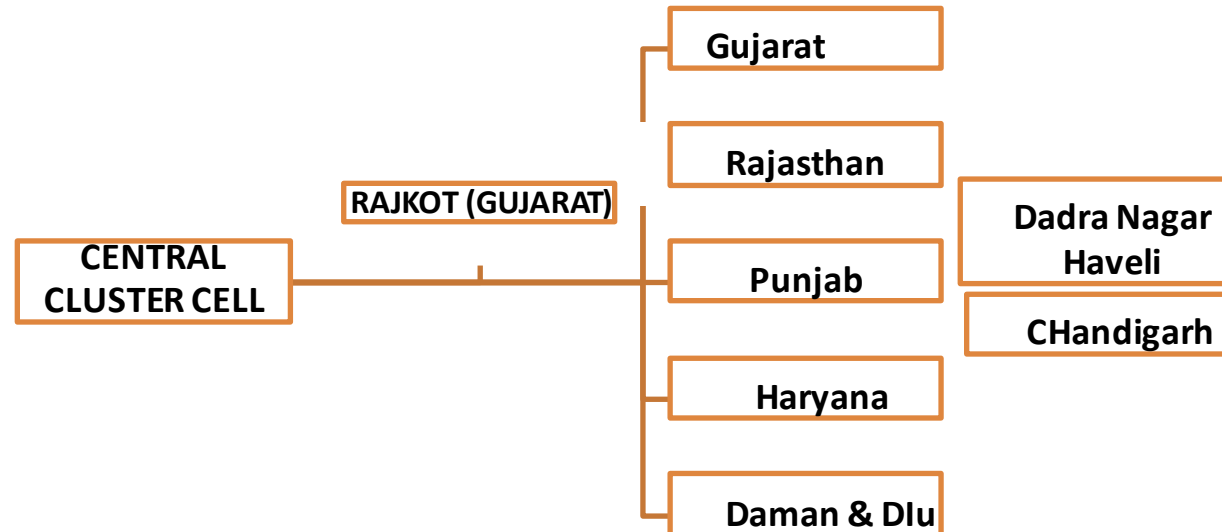 Gujarat
Rajasthan
RAJKOT (GUJARAT)
Dadra Nagar
Haveli
CENTRAL
CLUSTER CELL
Punjab
CHandigarh
Haryana
Daman & DIu